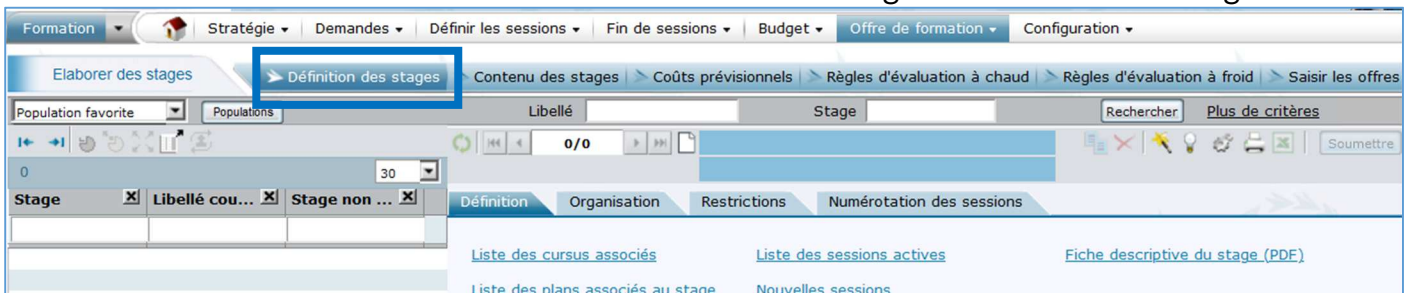 Formation Stratégie Demandes Définir les sessions Fin de sessions Budget Offre de formation Configuration
Elaborer des stages Définition des stages Contenu des stages Coûts prévisionnels Règles d'évaluation à chaud Règles d'évaluation à froid Saisir les offres
Population favorite Populations Libellé Stage Rechercher Plus de critères
0/0 Soumettre
0 30
Stage Libellé cou... Stage non ... Définition Organisation Restrictions Numérotation des sessions
Liste des cursus associés Liste des sessions actives Fiche descriptive du stage (PDF)
Liste des plans associés au stage Nouvelles sessions